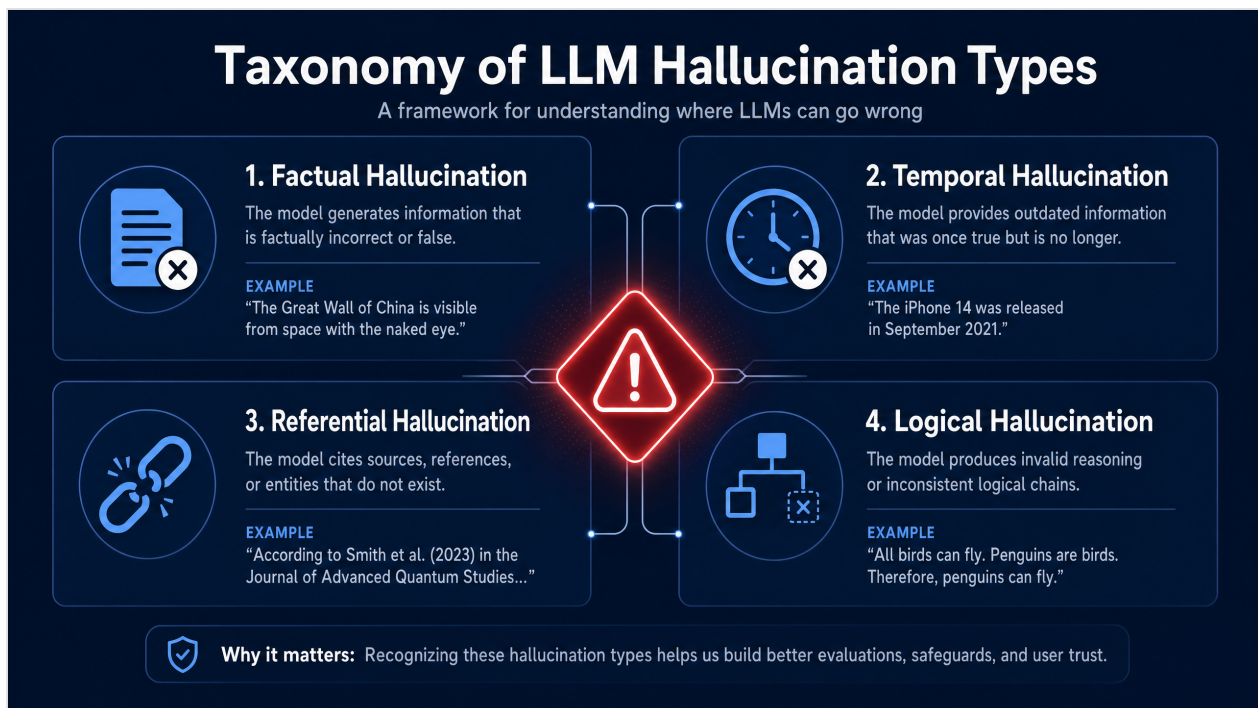 Taxonomy of LLM Hallucination Types
A framework for understanding where LLMs can go wrong
1. Factual Hallucination
The model generates information that
is factually incorrect or false.
EXAMPLE
“The Great Wall of China is visible
from space with the naked eye.”
2. Temporal Hallucination
The model provides outdated information
that was once true but is no longer.
EXAMPLE
“The iPhone 14 was released
in September 2021.”
3. Referential Hallucination
The model cites sources, references,
or entities that do not exist.
EXAMPLE
“According to Smith et al. (2023) in the
Journal of Advanced Quantum Studies...”
4. Logical Hallucination
The model produces invalid reasoning
or inconsistent logical chains.
EXAMPLE
“All birds can fly. Penguins are birds.
Therefore, penguins can fly.”
Why it matters: Recognizing these hallucination types helps us build better evaluations, safeguards, and user trust.